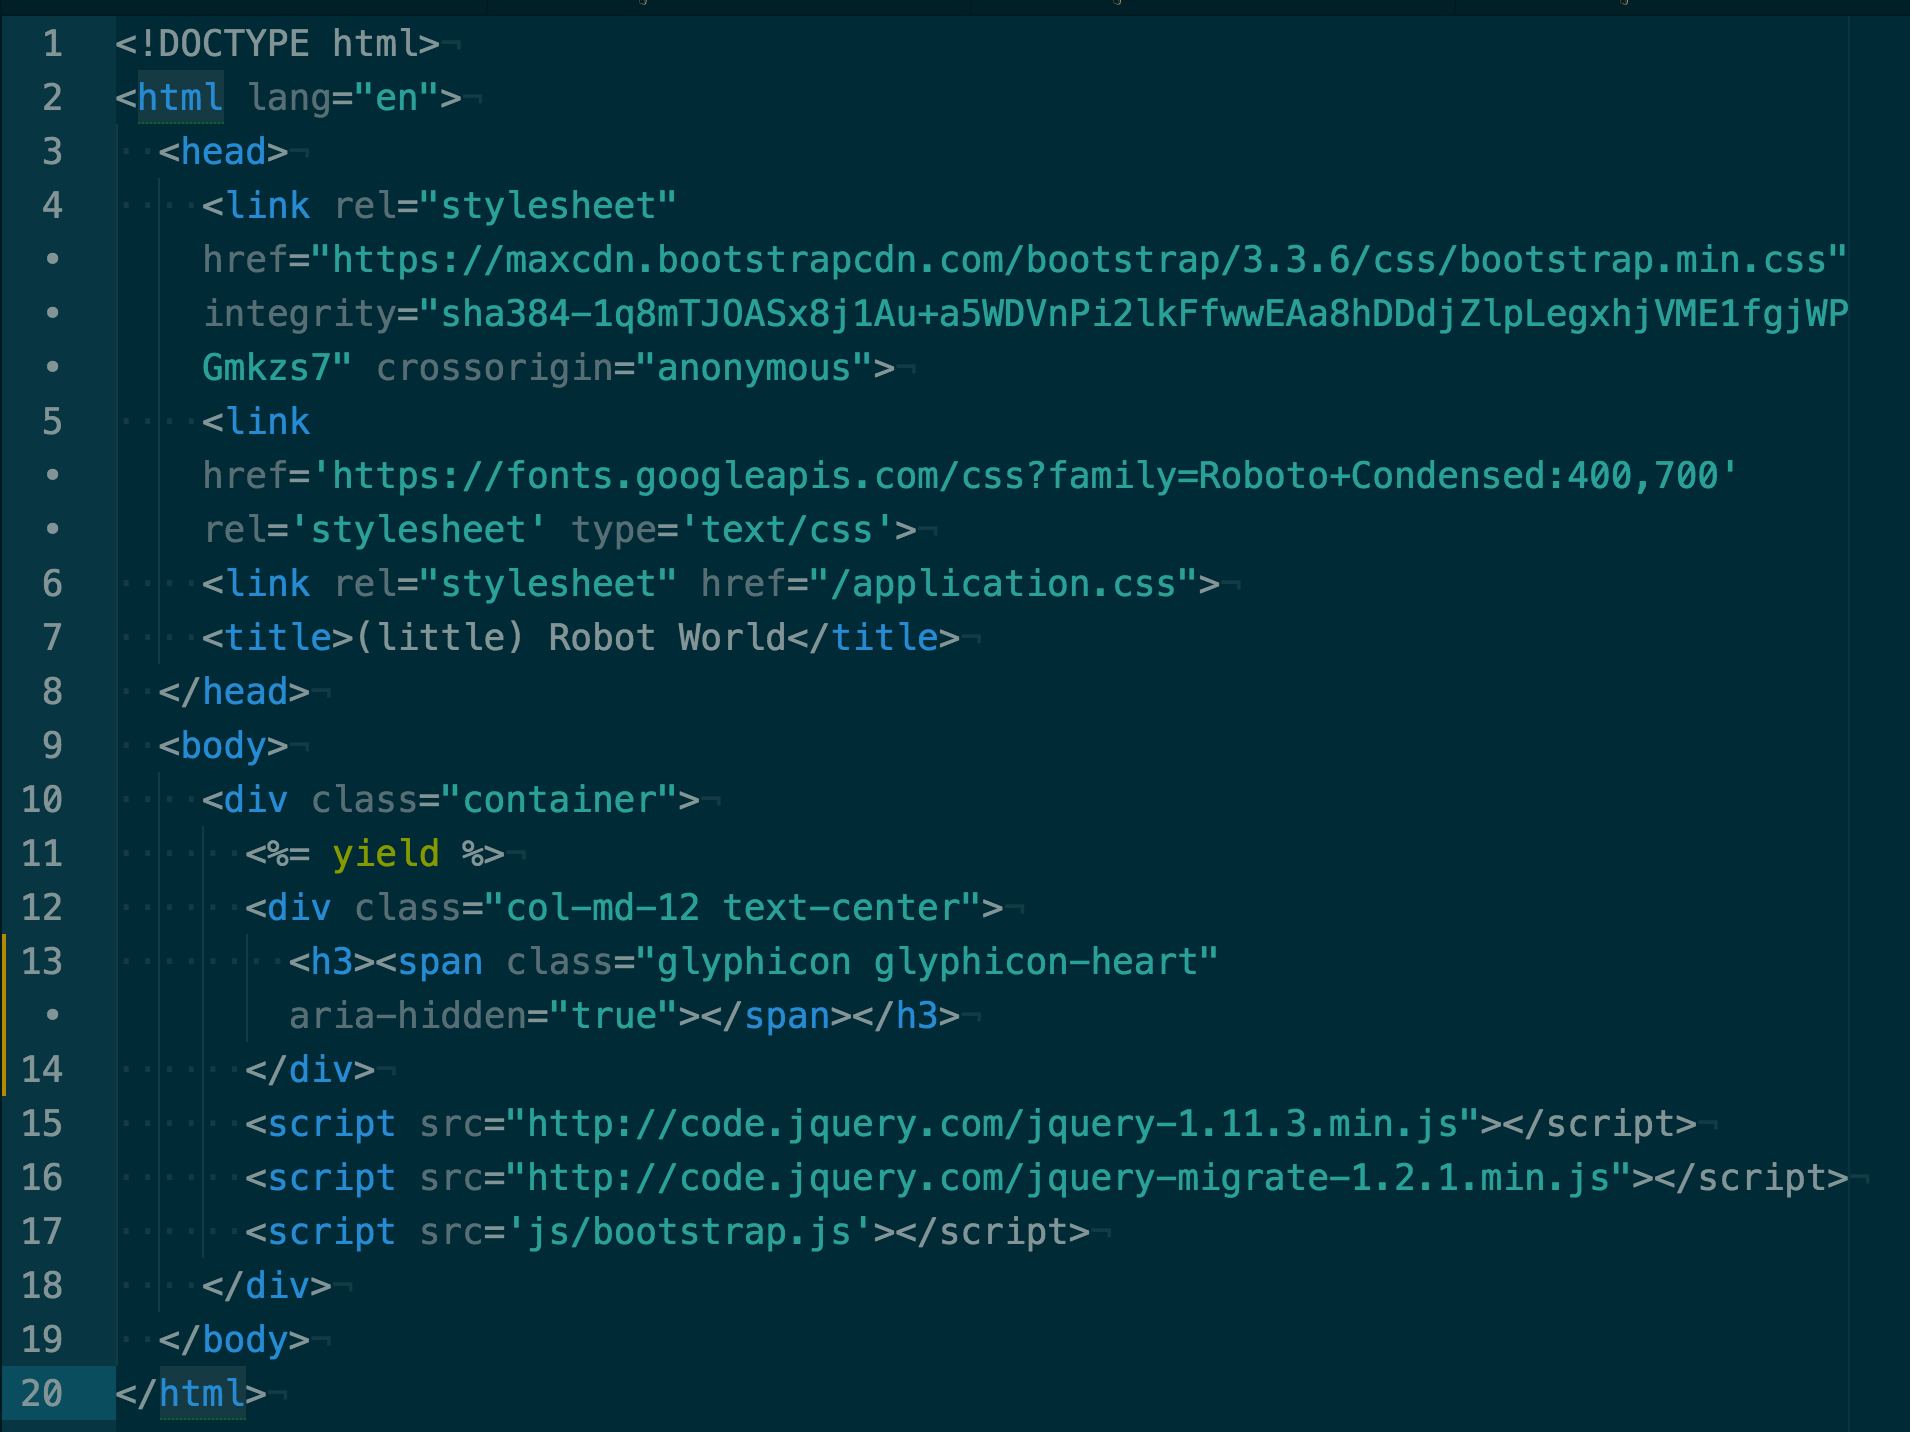 1 <!DOCTYPE html>
2 <html lang="en">
3 <head>
4 <link rel="stylesheet"
• href="https://maxcdn.bootstrapcdn.com/bootstrap/3.3.6/css/bootstrap.min.css"
• integrity="sha384-1q8mTJOASx8j1Au+a5WDVnPi2lkFfwwEAa8hDDdjZlpLegxhjVME1fgjWP
• Gmkzs7" crossorigin="anonymous">
5 <link
• href='https://fonts.googleapis.com/css?family=Roboto+Condensed:400,700'
• rel='stylesheet' type='text/css'>
6 <link rel="stylesheet" href="/application.css">
7 <title>(little) Robot World</title>
8 </head>
9 <body>
10 <div class="container">
11 <%= yield %>
12 <div class="col-md-12 text-center">
13 <h3><span class="glyphicon glyphicon-heart"
• aria-hidden="true"></span></h3>
14 </div>
15 <script src="http://code.jquery.com/jquery-1.11.3.min.js"></script>
16 <script src="http://code.jquery.com/jquery-migrate-1.2.1.min.js"></script>
17 <script src='js/bootstrap.js'></script>
18 </div>
19 </body>
20 </html>